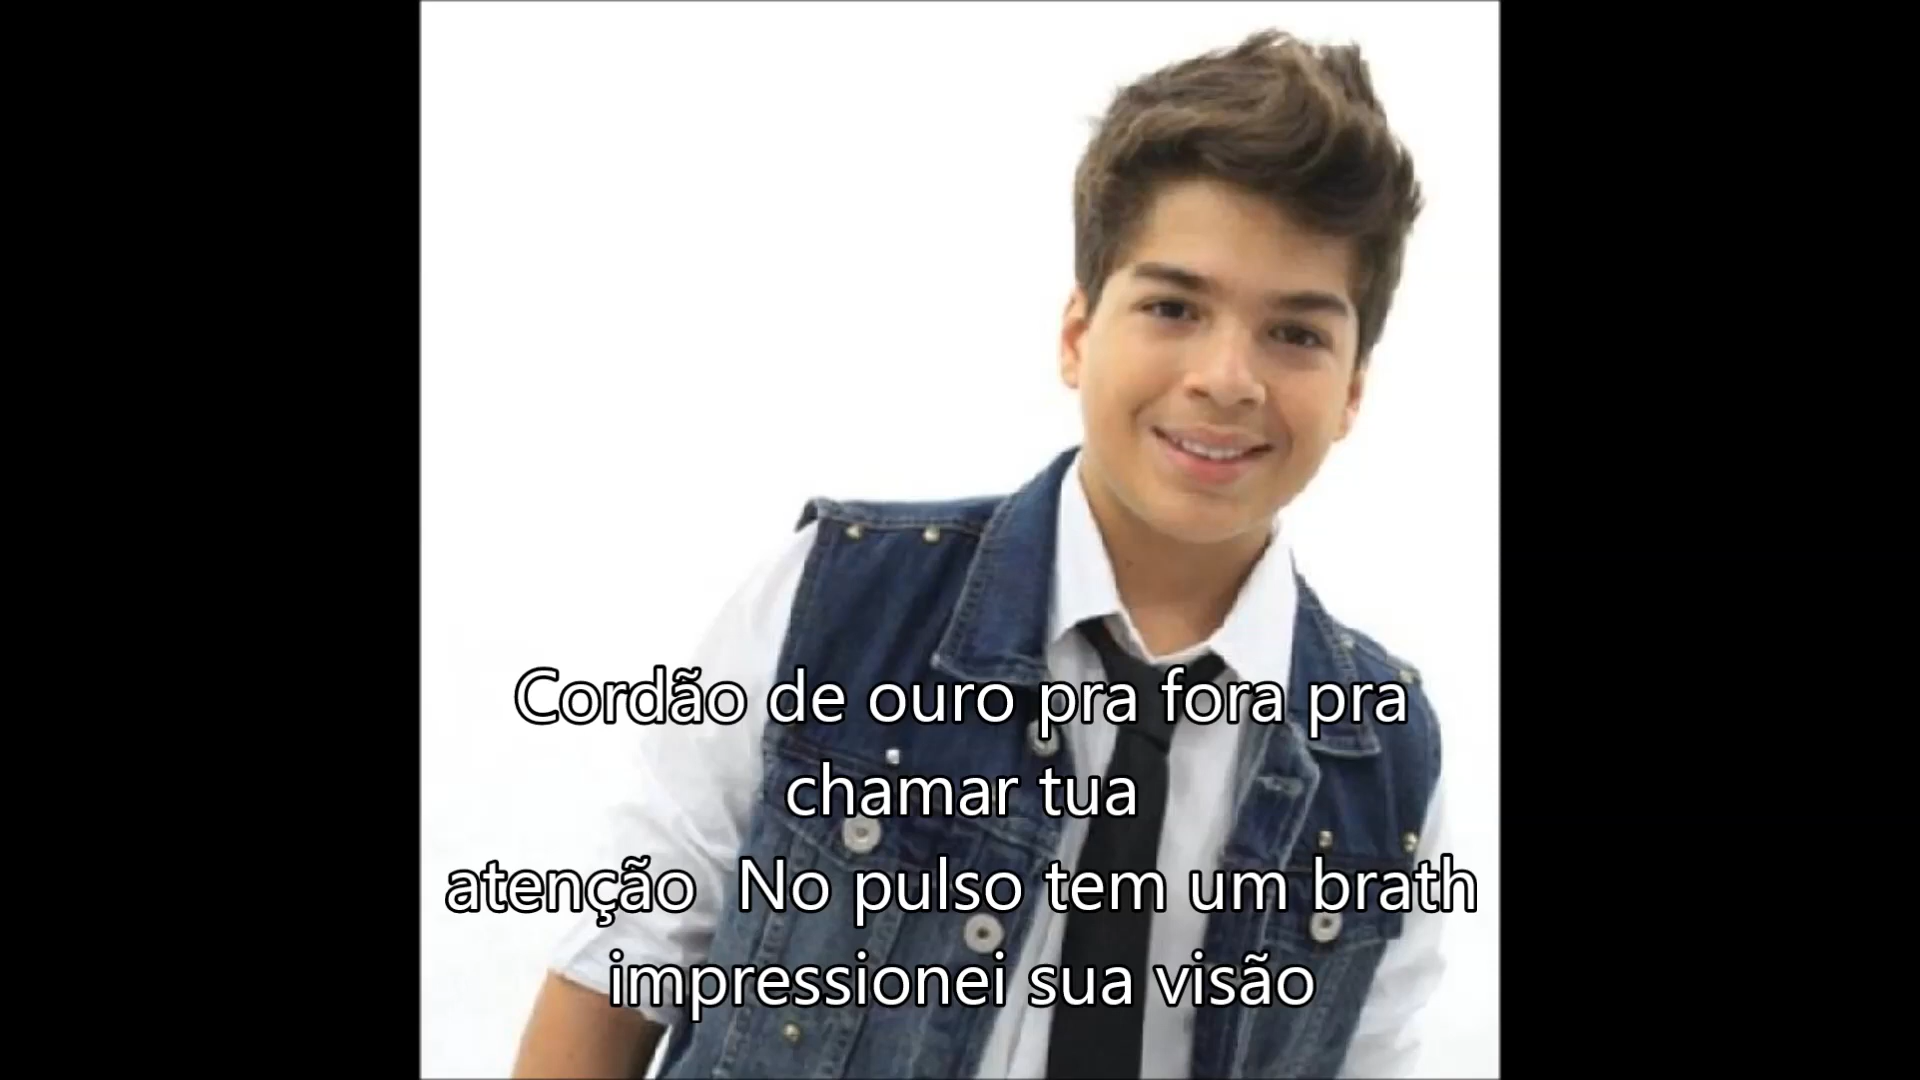 Cordão de ouro pra fora pra
chamar tua
atenção  No pulso tem um brath
impressionei sua visão